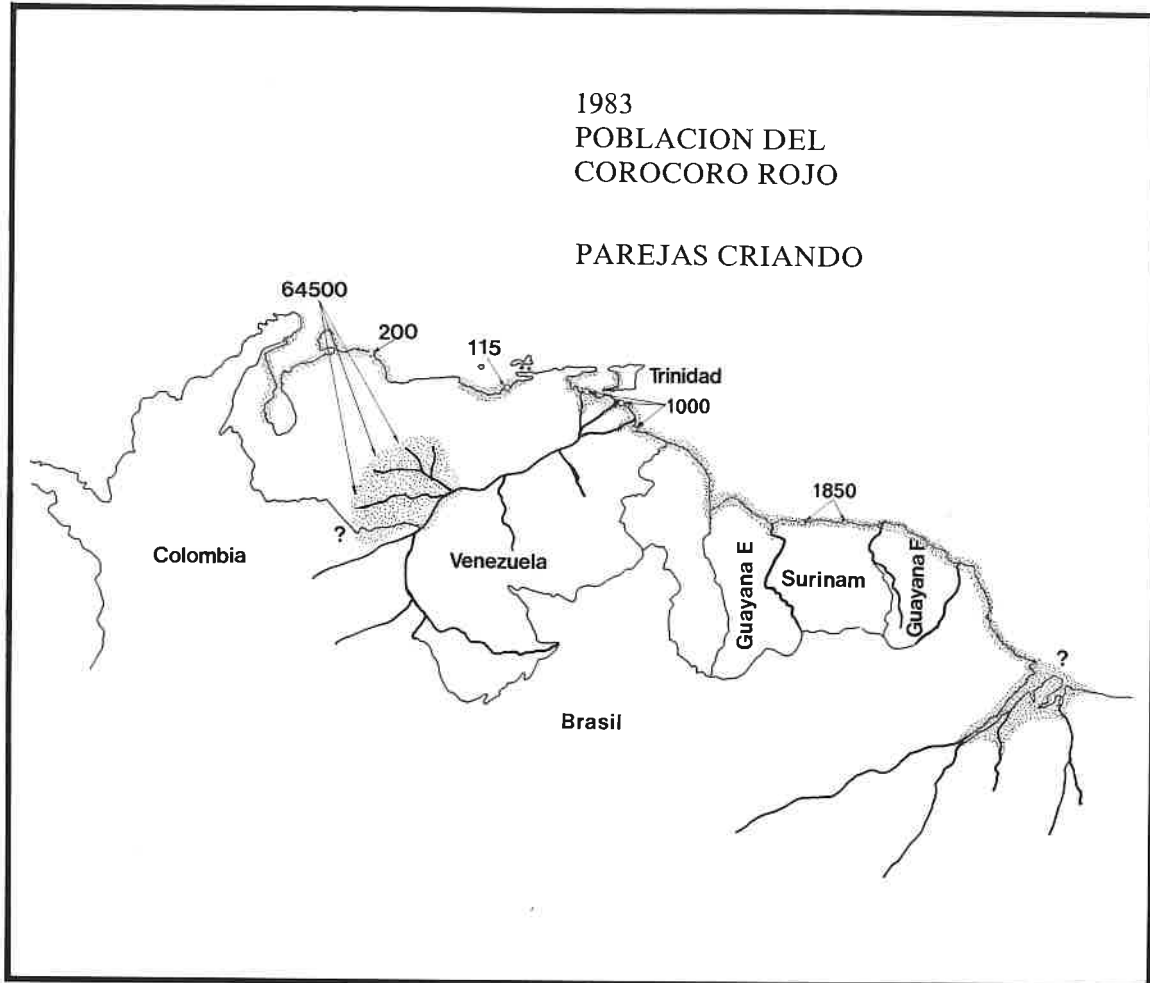 1983
POBLACION DEL
COROCORO ROJO
PAREJAS CRIANDO
64500
200
115
Trinidad
1000
1850
?
Colombia
Venezuela
Guayana E
Surinam
Guayana F
?
Brasil